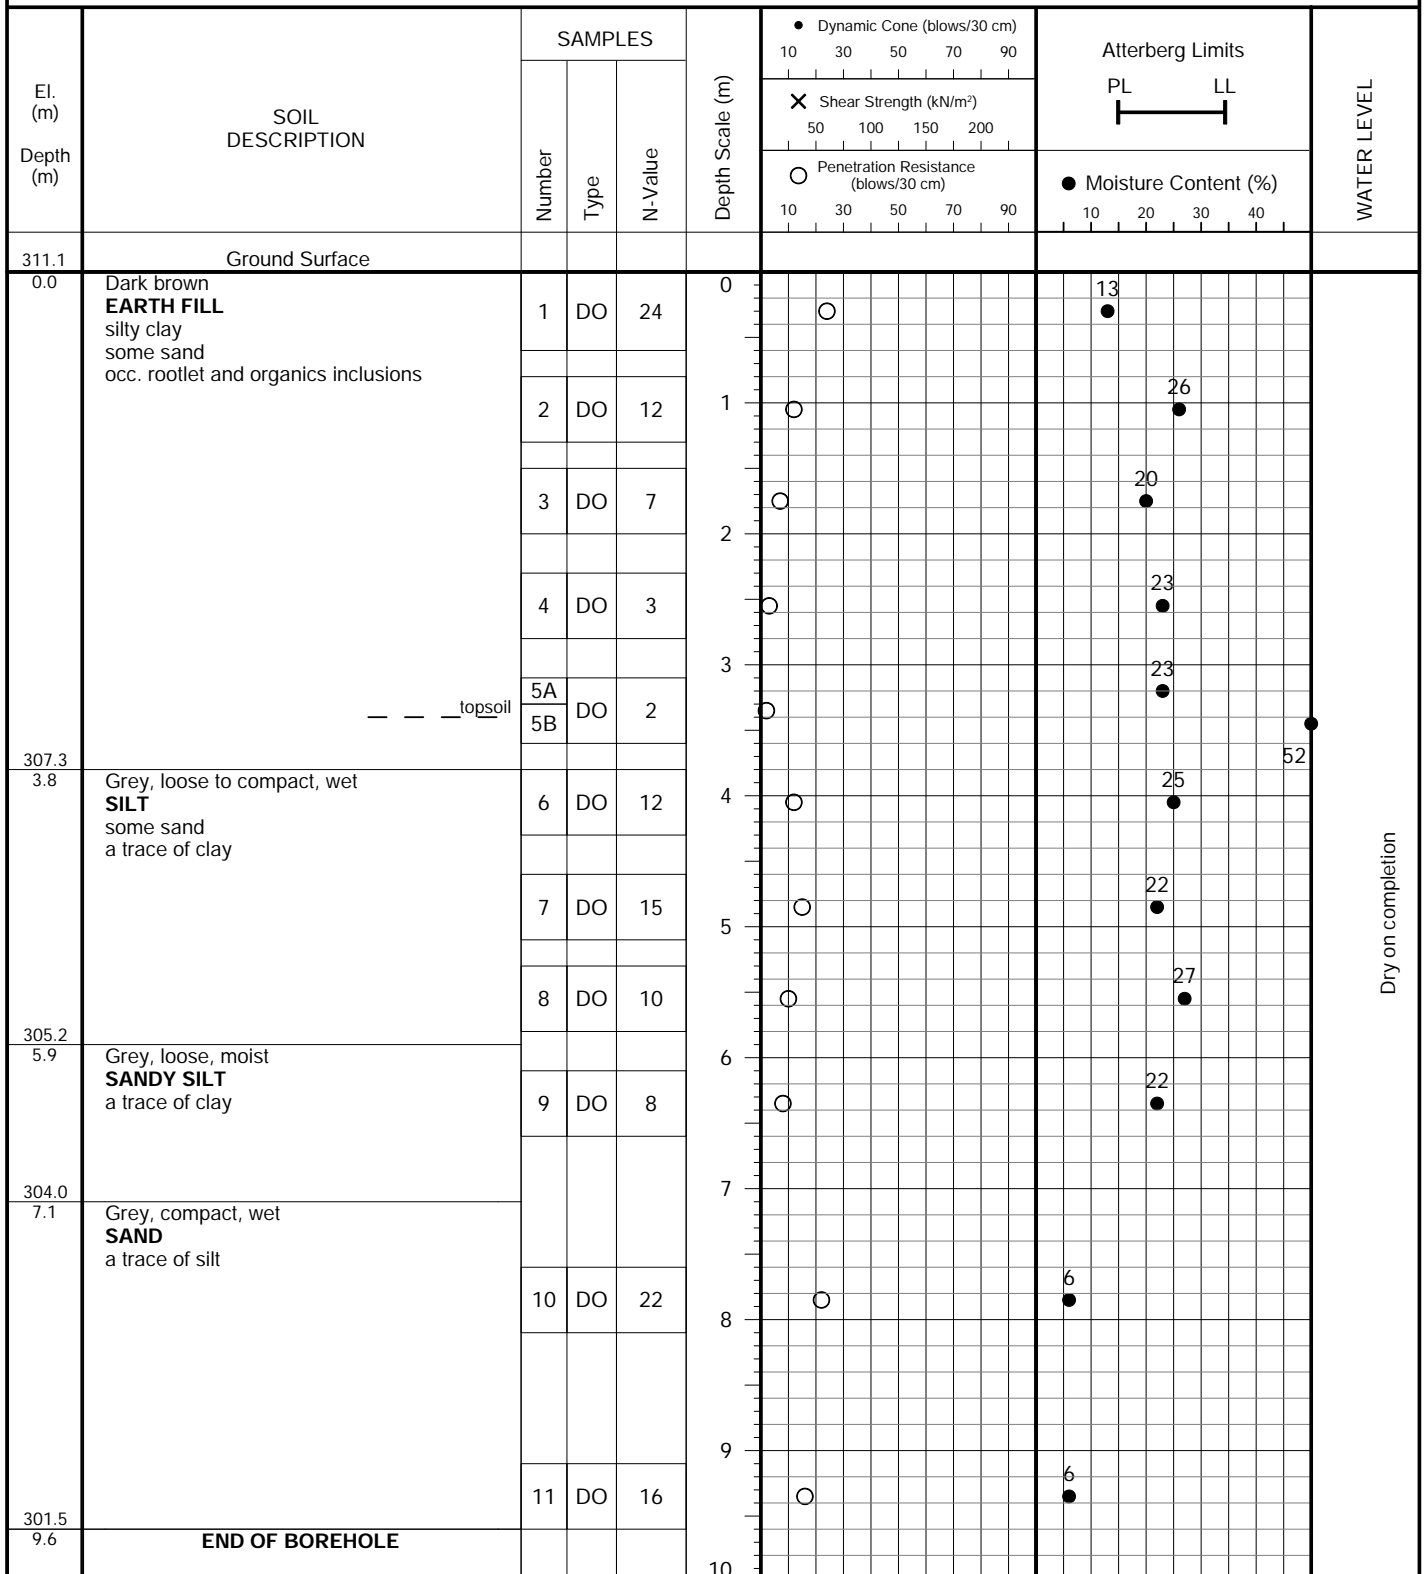 El.
(m)
Depth
(m)
SOIL
DESCRIPTION
SAMPLES
Number
Type
N-Value
Depth Scale (m)
● Dynamic Cone (blows/30 cm)
10 30 50 70 90
X Shear Strength (kN/m²)
50 100 150 200
O Penetration Resistance
(blows/30 cm)
10 30 50 70 90
Atterberg Limits
PL LL
● Moisture Content (%)
10 20 30 40
WATER LEVEL
311.1 Ground Surface
0.0 Dark brown
EARTH FILL
silty clay
some sand
occ. rootlet and organics inclusions
1 DO 24
0
13
2 DO 12
1
26
3 DO 7
20
2
4 DO 3
23
3
23
5A
topsoil
5B
DO 2
52
307.3
3.8 Grey, loose to compact, wet
SILT
some sand
a trace of clay
6 DO 12
4
25
7 DO 15
22
5
8 DO 10
27
305.2
5.9 Grey, loose, moist
SANDY SILT
a trace of clay
6
9 DO 8
22
7
304.0
7.1 Grey, compact, wet
SAND
a trace of silt
10 DO 22
6
8
9
11 DO 16
6
301.5
9.6 END OF BOREHOLE
10
Dry on completion